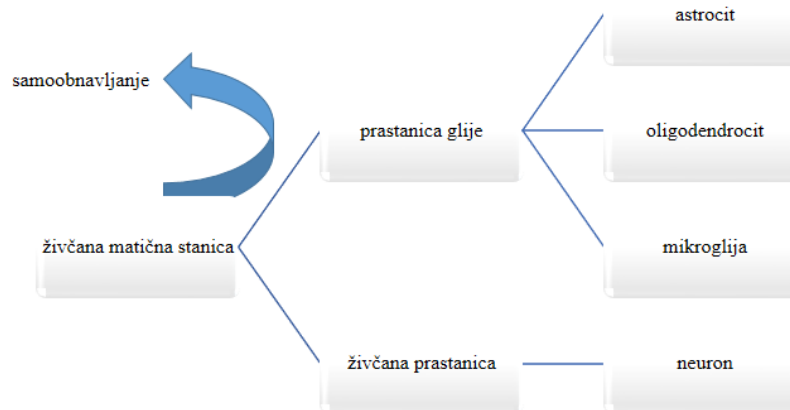 astrocit
samoobnavljanje
prastanica glije
oligodendrocit
živčana matična stanica
mikroglija
živčana prastanica
neuron